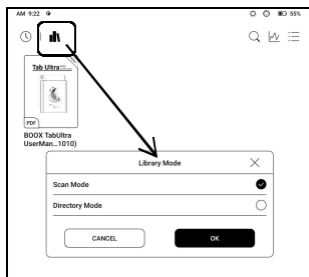 AM 9:22
55%
Tab Ultra
PDF
BOOX TabUltra
UserMan...1010)
Library Mode
Scan Mode
Directory Mode
CANCEL
OK